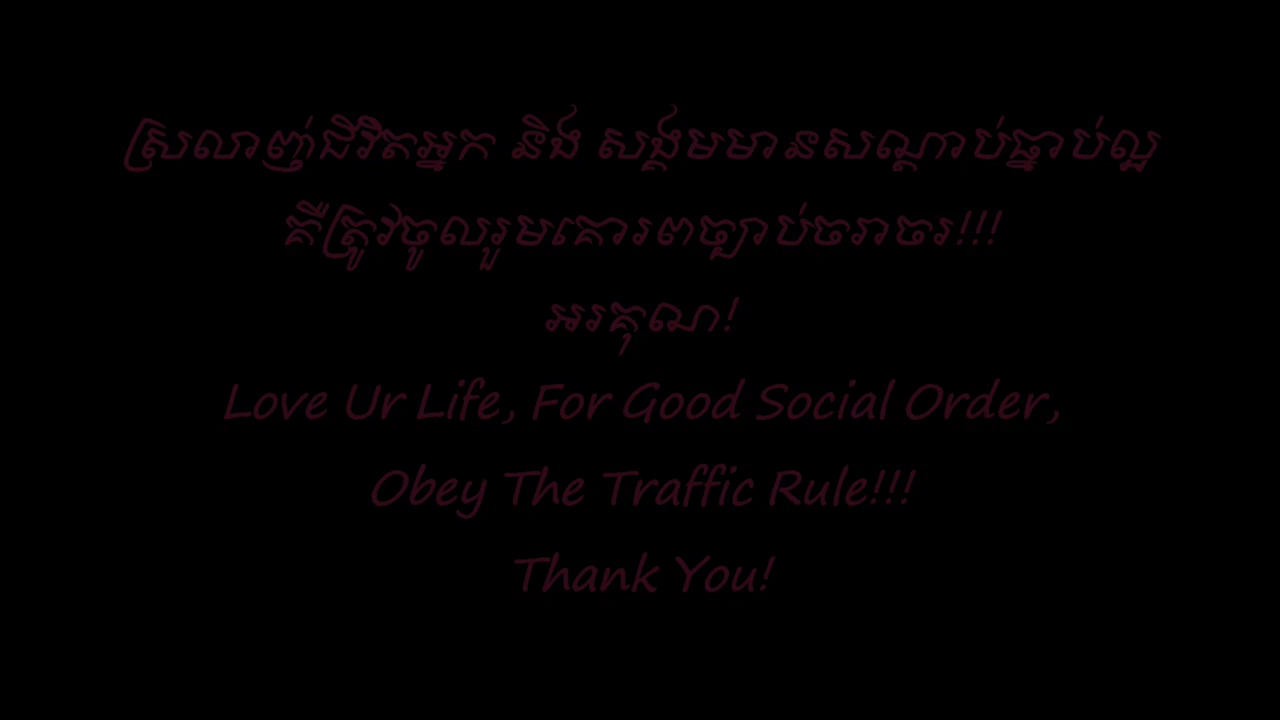 ស្រលាញ់ជីវិតអ្នក និង សង្គមមានសណ្ដាប់ធ្នាប់ល្អ
គឺត្រូវចូលរួមគោរពច្បាប់ចរាចរ!!!
អរគុណ!
Love Ur Life, For Good Social Order,
Obey The Traffic Rule!!!
Thank You!